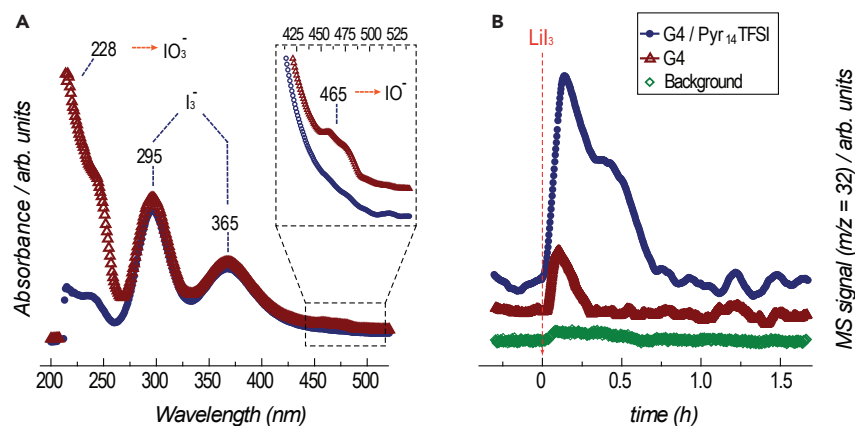 A
228 IO₃⁻
I₃⁻
295
365
425 450 475 500 525
465 IO⁻
Absorbance / arb. units
200 250 300 350 400 450 500
Wavelength (nm)
B
LiI₃
G4 / Pyr₁₄TFSI
G4
Background
MS signal (m/z = 32) / arb. units
0 0.5 1.0 1.5
time (h)